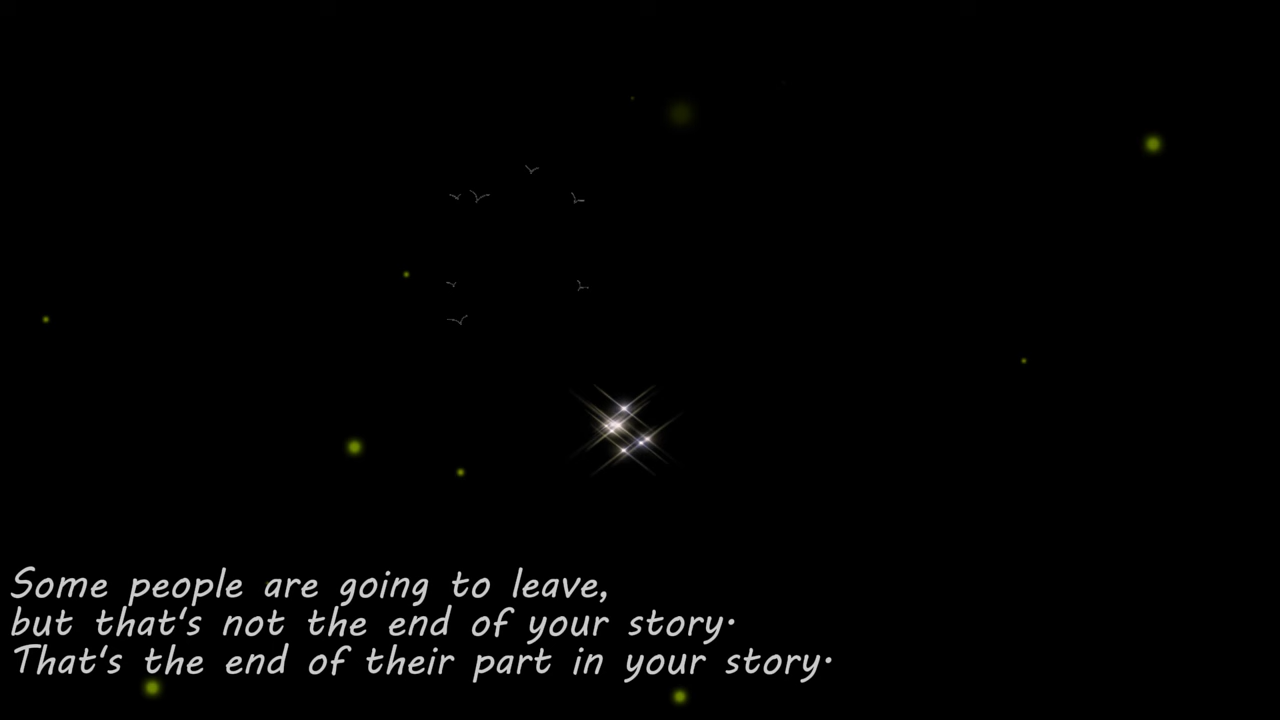 Some people are going to leave,
but that's not the end of your story.
That's the end of their part in your story.